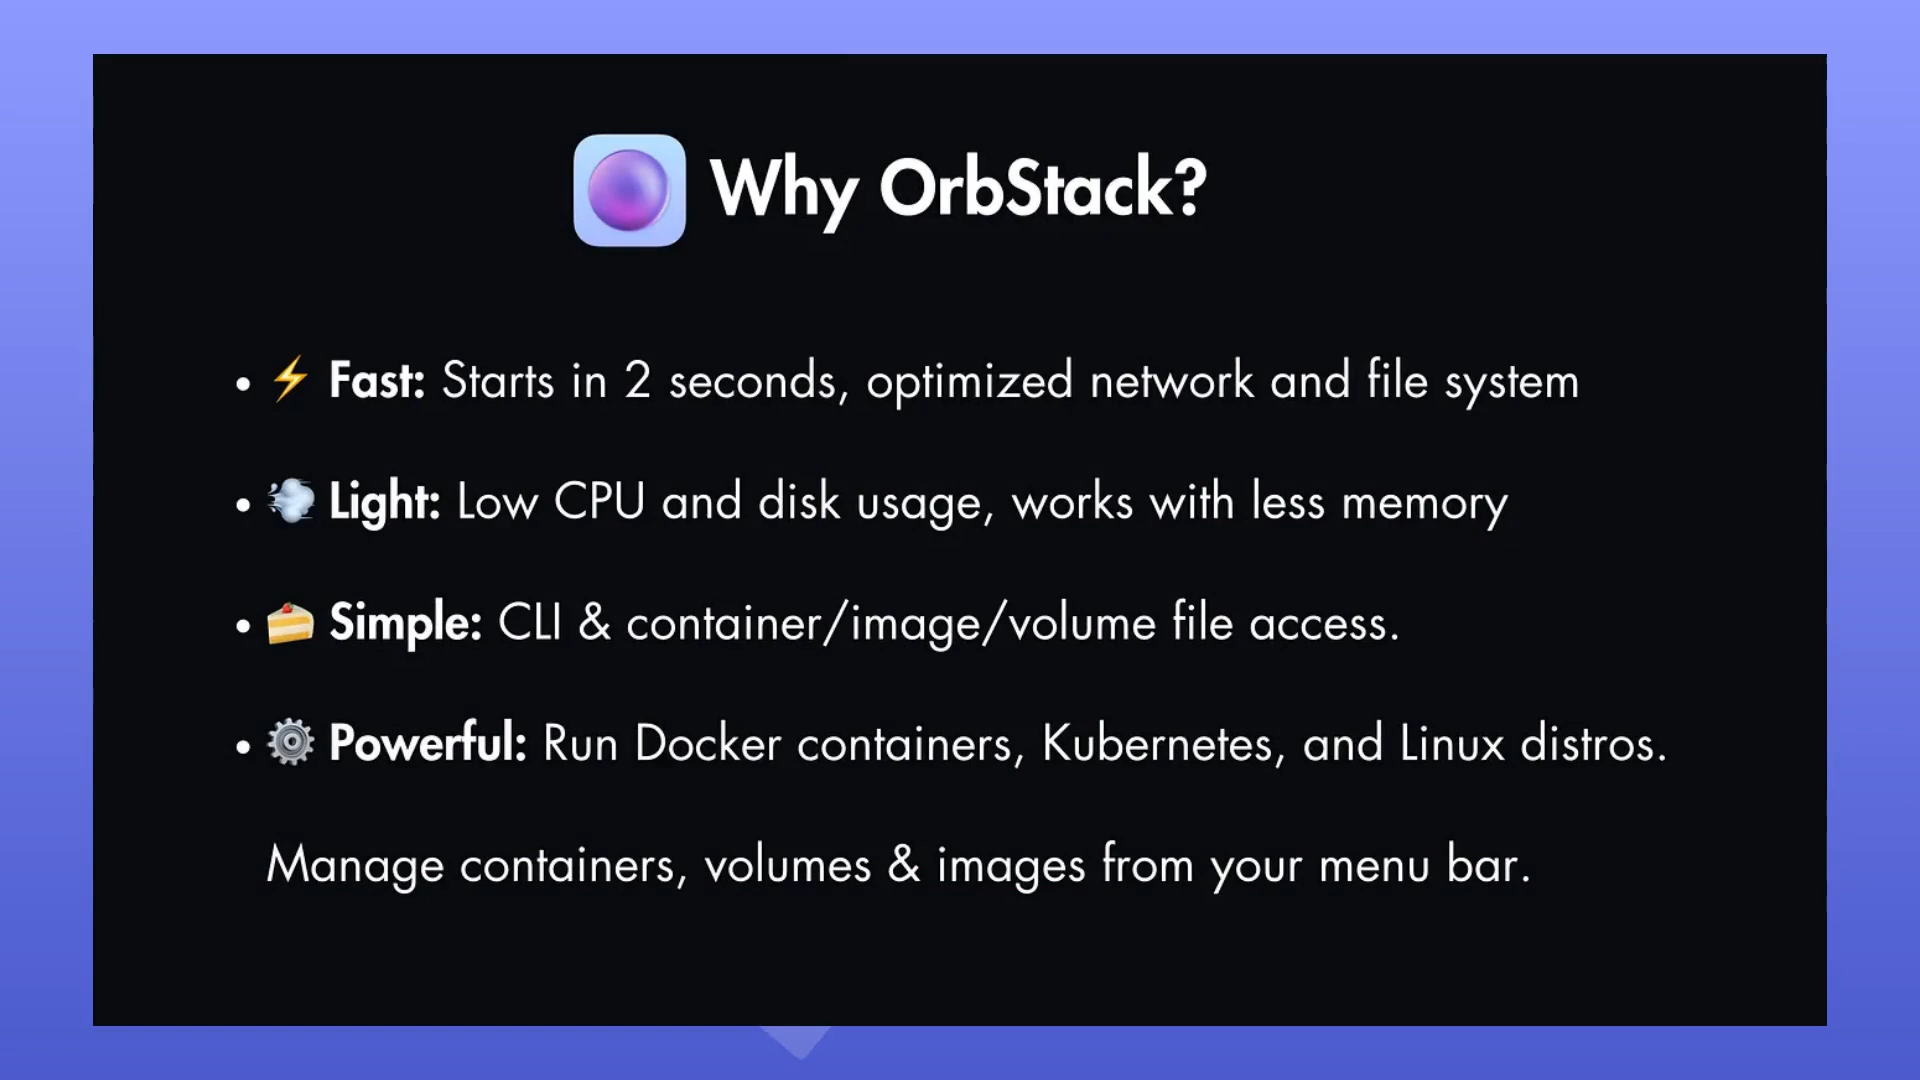 Why OrbStack?
• ⚡ Fast: Starts in 2 seconds, optimized network and file system
• 💨 Light: Low CPU and disk usage, works with less memory
• 🍰 Simple: CLI & container/image/volume file access.
• ⚙️ Powerful: Run Docker containers, Kubernetes, and Linux distros.
Manage containers, volumes & images from your menu bar.